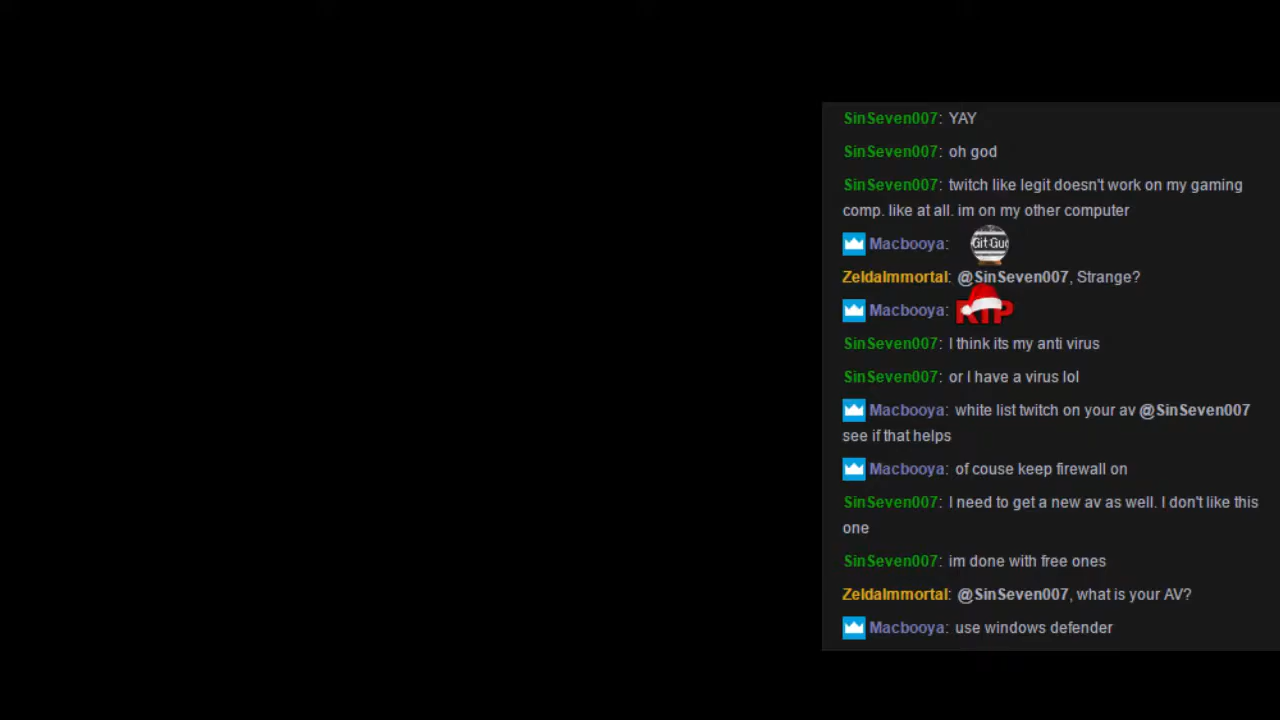 SinSeven007: YAY
SinSeven007: oh god
SinSeven007: twitch like legit doesn't work on my gaming
comp. like at all. im on my other computer
Macbooya: Git Gud
ZeldaImmortal: @SinSeven007, Strange?
Macbooya: RIP
SinSeven007: I think its my anti virus
SinSeven007: or I have a virus lol
Macbooya: white list twitch on your av @SinSeven007
see if that helps
Macbooya: of couse keep firewall on
SinSeven007: I need to get a new av as well. I don't like this
one
SinSeven007: im done with free ones
ZeldaImmortal: @SinSeven007, what is your AV?
Macbooya: use windows defender